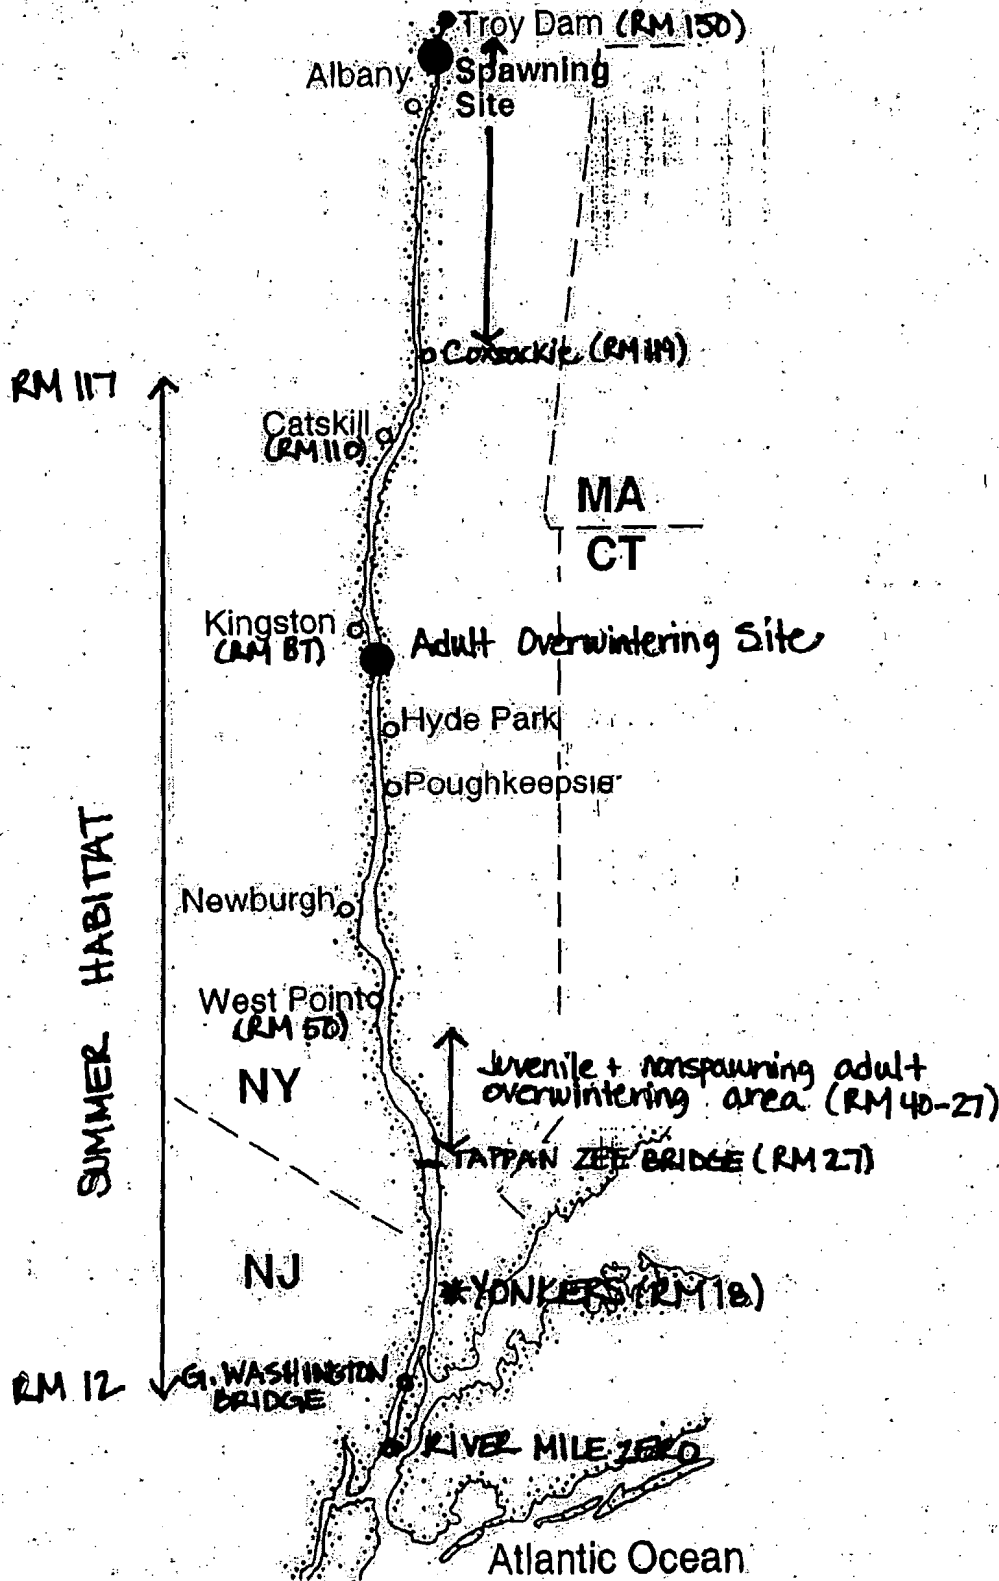 Troy Dam (RM 150)
Albany
Spawning
Site
Coxsackie (RM 119)
RM 117
Catskill
(RM 110)
MA
CT
Kingston
(RM 87)
Adult Overwintering Site
Hyde Park
Poughkeepsie
Newburgh
West Point
(RM 50)
SUMMER HABITAT
NY
Juvenile + nonspawning adult
overwintering area (RM 40-27)
TAPPAN ZEE BRIDGE (RM 27)
NJ
*YONKERS (RM 18)
RM 12
G. WASHINGTON
BRIDGE
RIVER MILE ZERO
Atlantic Ocean